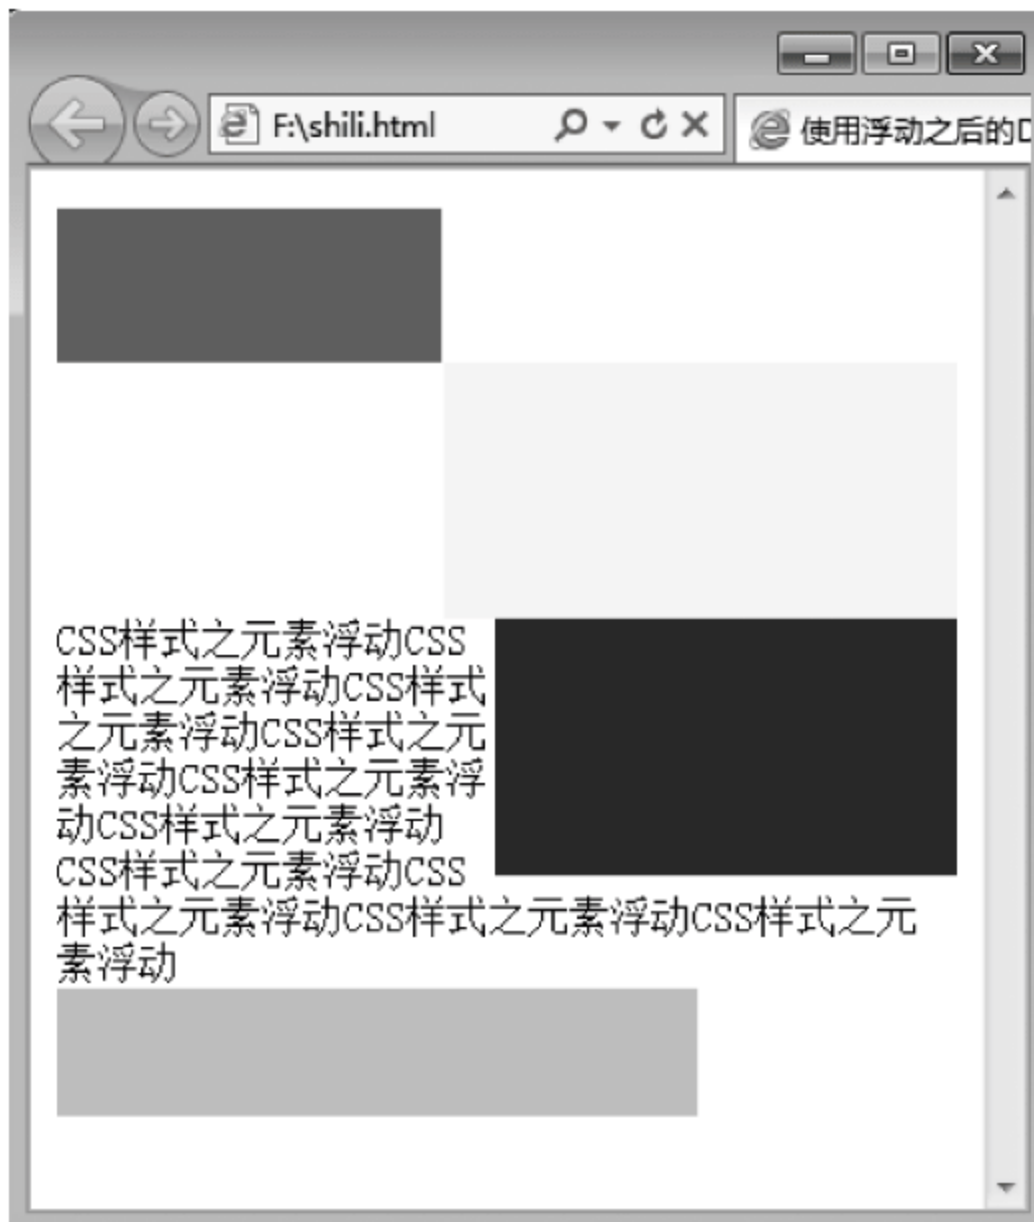 F:\shili.html
使用浮动之后的D
CSS样式之元素浮动CSS
样式之元素浮动CSS样式
之元素浮动CSS样式之元
素浮动CSS样式之元素浮
动CSS样式之元素浮动
CSS样式之元素浮动CSS
样式之元素浮动CSS样式之元素浮动CSS样式之元
素浮动